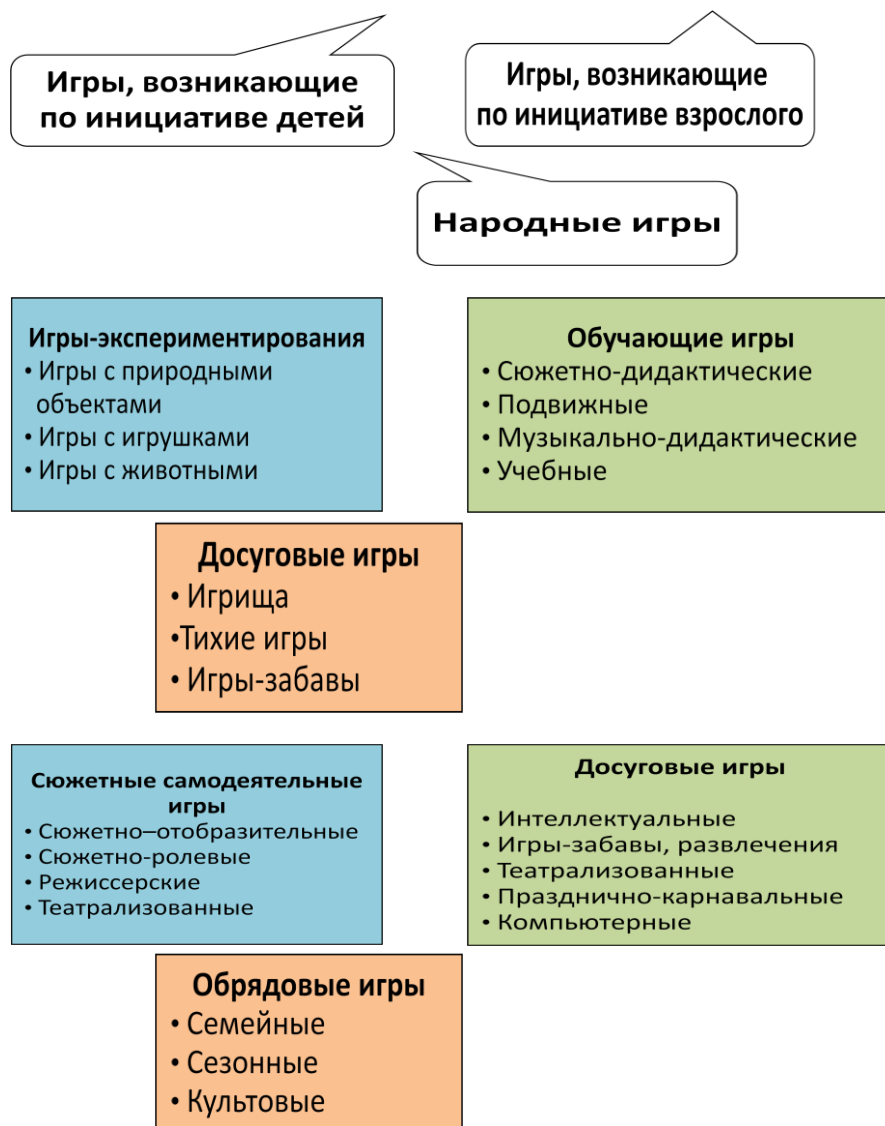 Игры, возникающие
по инициативе детей
Игры, возникающие
по инициативе взрослого
Народные игры
Игры-экспериментирования
• Игры с природными
объектами
• Игры с игрушками
• Игры с животными
Обучающие игры
• Сюжетно-дидактические
• Подвижные
• Музыкально-дидактические
• Учебные
Досуговые игры
• Игрища
•Тихие игры
• Игры-забавы
Сюжетные самодеятельные
игры
• Сюжетно–отобразительные
• Сюжетно-ролевые
• Режиссерские
• Театрализованные
Досуговые игры
• Интеллектуальные
• Игры-забавы, развлечения
• Театрализованные
• Празднично-карнавальные
• Компьютерные
Обрядовые игры
• Семейные
• Сезонные
• Культовые